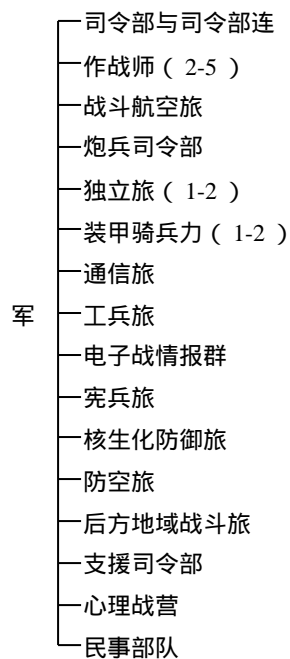 司令部与司令部连
作战师（2-5）
战斗航空旅
炮兵司令部
独立旅（1-2）
装甲骑兵力（1-2）
通信旅
军
工兵旅
电子战情报群
宪兵旅
核生化防御旅
防空旅
后方地域战斗旅
支援司令部
心理战营
民事部队